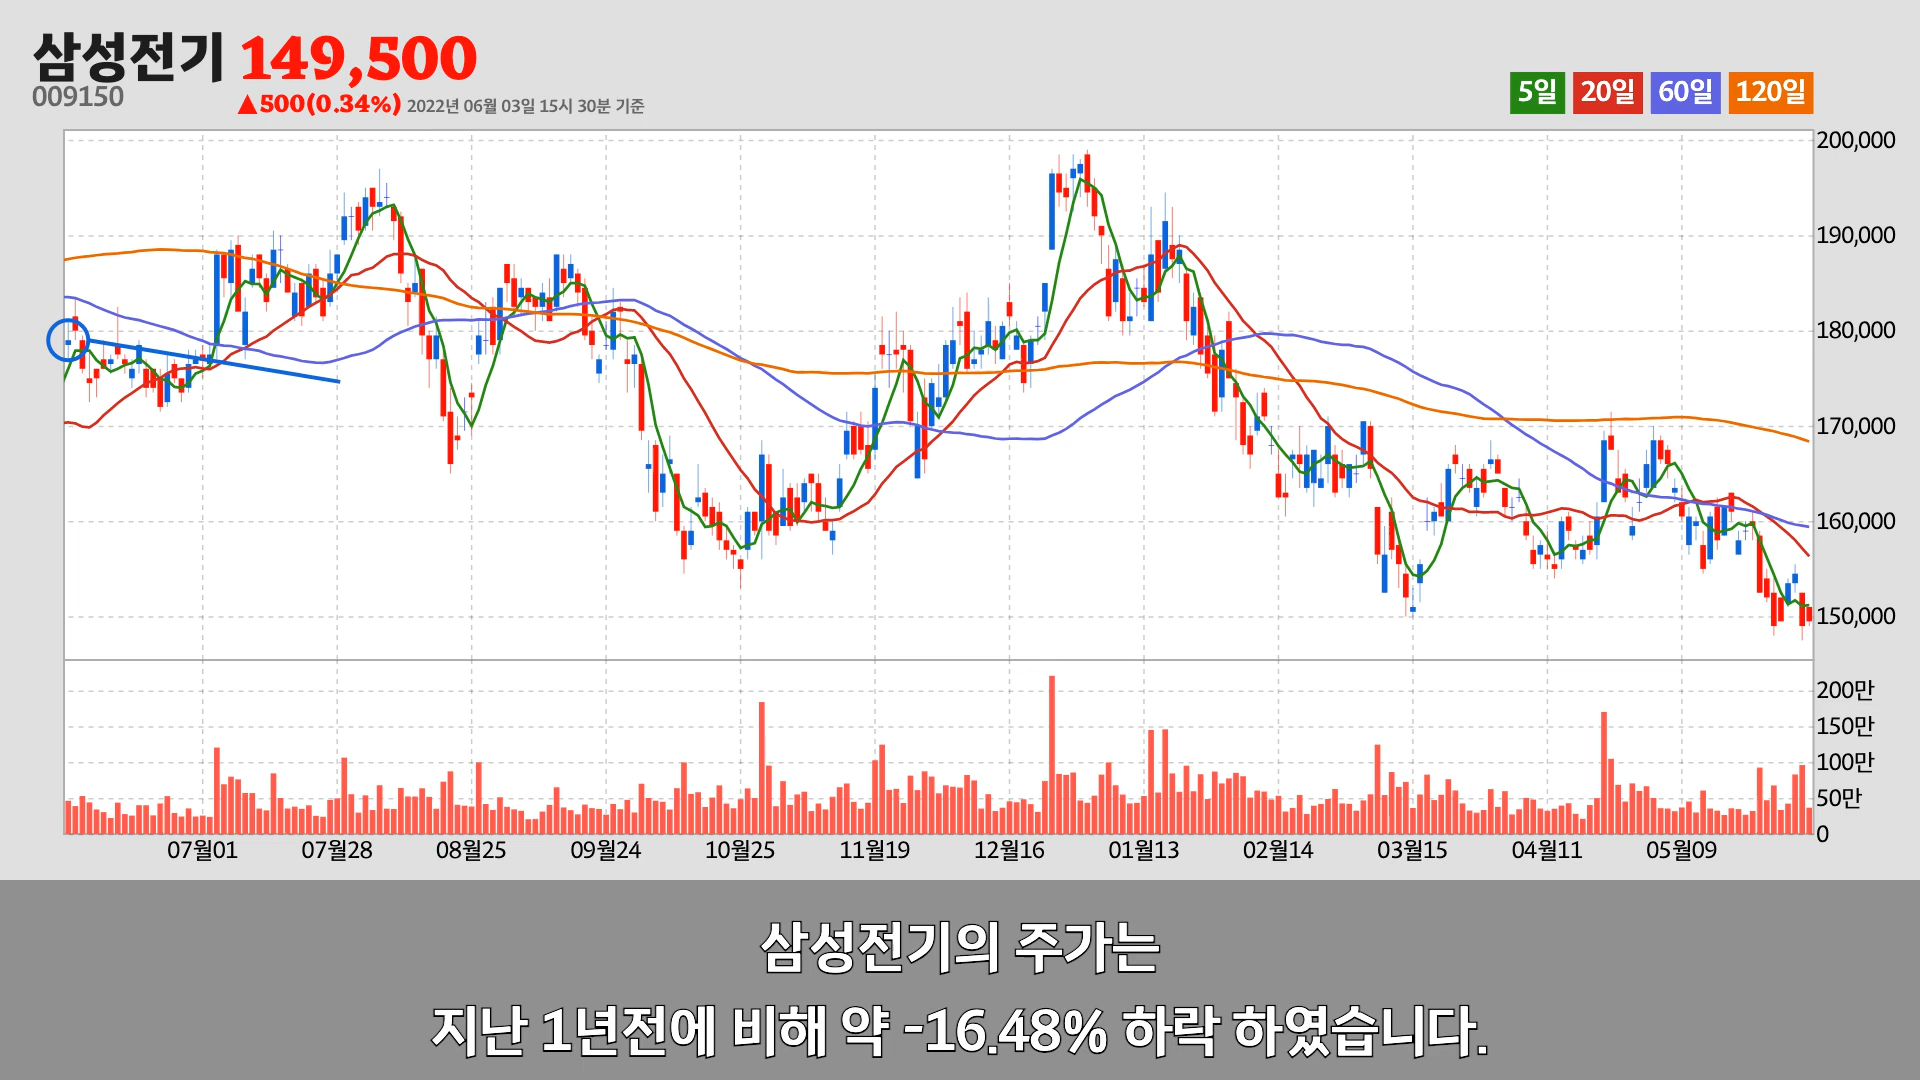 삼성전기 149,500
009150
▲500(0.34%) 2022년 06월 03일 15시 30분 기준
5일 20일 60일 120일
200,000
190,000
180,000
170,000
160,000
150,000
200만
150만
100만
50만
0
07월01 07월28 08월25 09월24 10월25 11월19 12월16 01월13 02월14 03월15 04월11 05월09
삼성전기의 주가는
지난 1년전에 비해 약 -16.48% 하락 하였습니다.